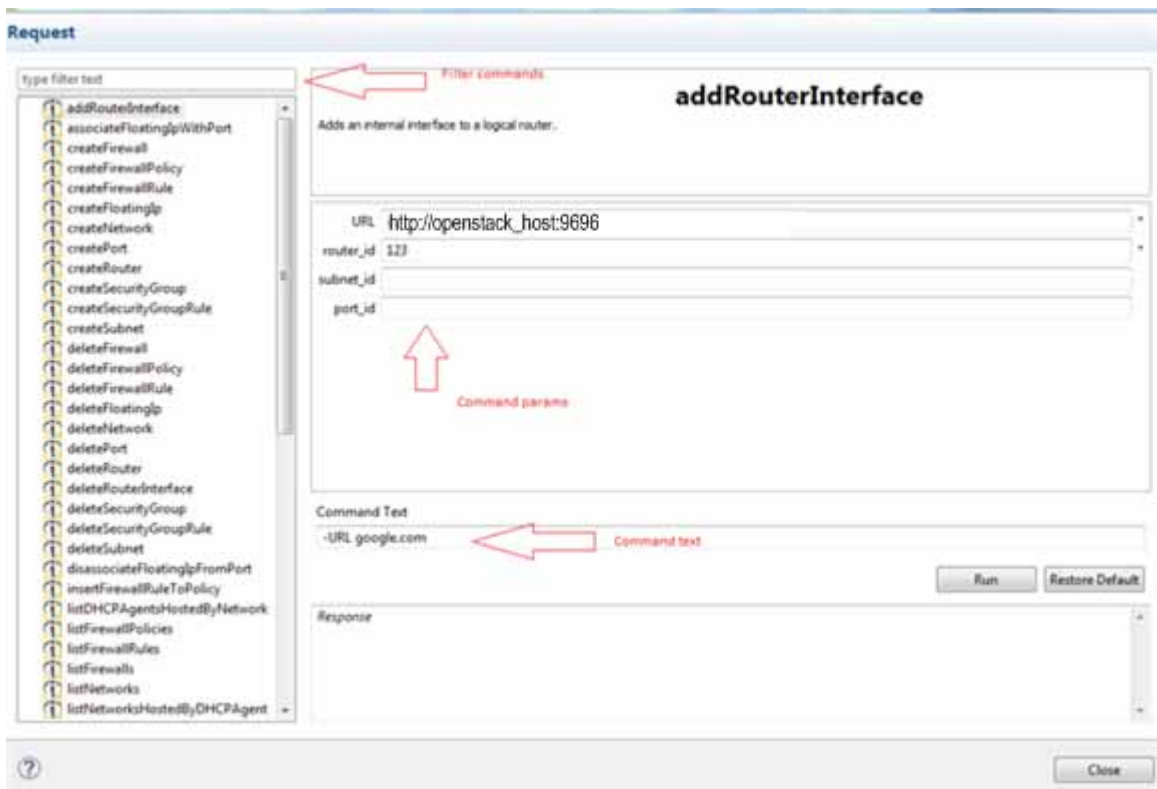 Request
type filter text
Filter commands
addRouterInterface
associateFloatingIpWithPort
createFirewall
createFirewallPolicy
createFirewallRule
createFloatingIp
createNetwork
createPort
createRouter
createSecurityGroup
createSecurityGroupRule
createSubnet
deleteFirewall
deleteFirewallPolicy
deleteFirewallRule
deleteFloatingIp
deleteNetwork
deletePort
deleteRouter
deleteRouterInterface
deleteSecurityGroup
deleteSecurityGroupRule
deleteSubnet
disassociateFloatingIpFromPort
insertFirewallRuleToPolicy
listDHCPAgentsHostedByNetwork
listFirewallPolicies
listFirewallRules
listFirewalls
listNetworks
listNetworksHostedByDHCPAgent
addRouterInterface
Adds an internal interface to a logical router.
URL http://openstack_host:9696 *
router_id 123 *
subnet_id
port_id
Command params
Command Text
-URL google.com
Command text
Run Restore Default
Response
? Close